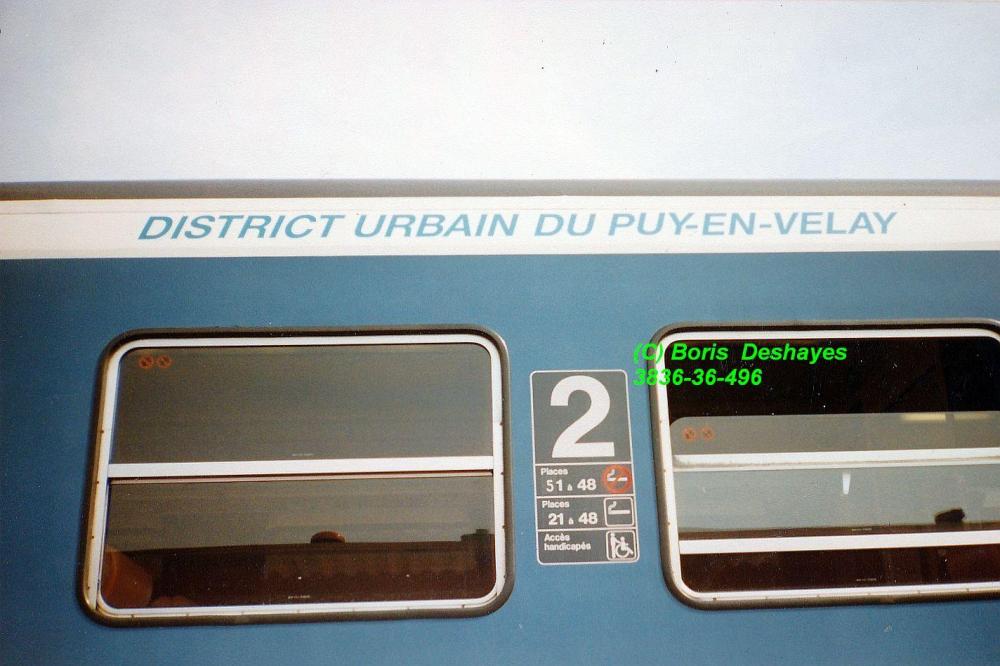 DISTRICT URBAIN DU PUY-EN-VELAY
(C) Boris Deshayes
3836-36-496
2
Places
51 à 48
Places
21 à 48
Accès
handicapés